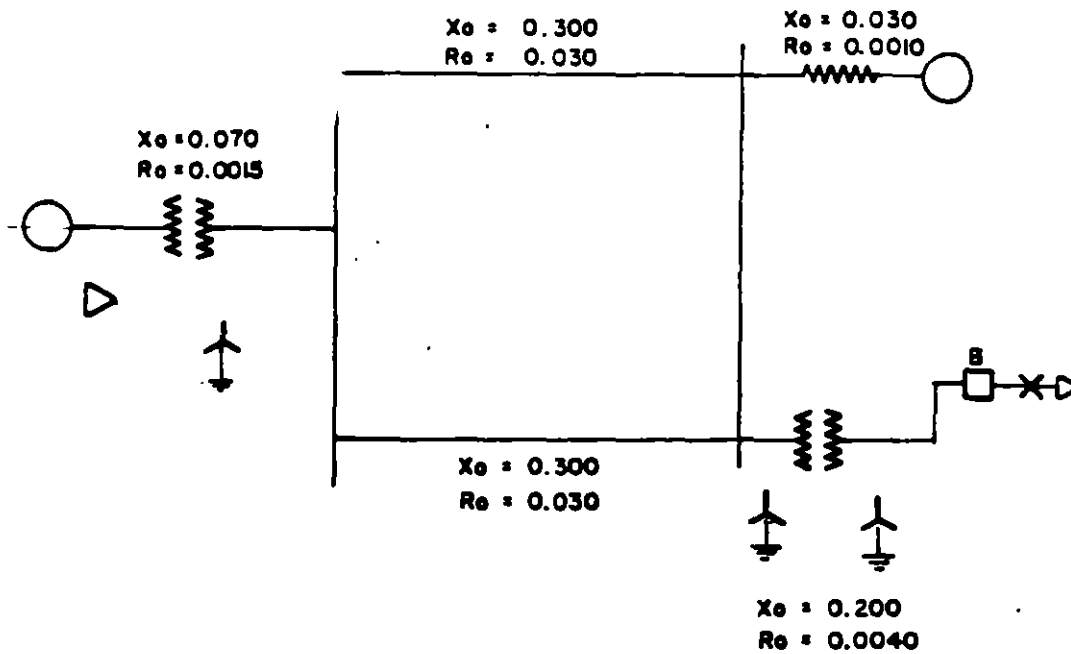 Xo = 0.300
Ro = 0.030
Xo = 0.030
Ro = 0.0010
Xo = 0.070
Ro = 0.0015
B
Xo = 0.300
Ro = 0.030
Xo = 0.200
Ro = 0.0040